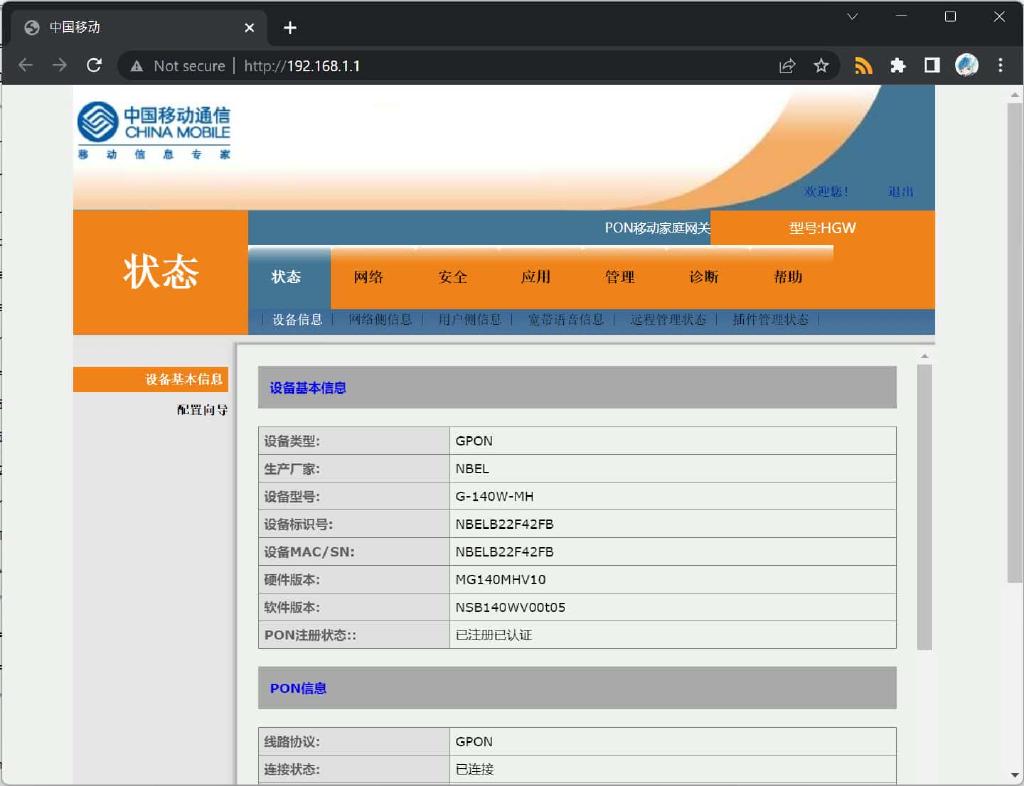 中国移动
Not secure | http://192.168.1.1
中国移动通信
CHINA MOBILE
移动信息专家
欢迎您! 退出
PON移动家庭网关 型号:HGW
状态
状态 网络 安全 应用 管理 诊断 帮助
| 设备信息 | 网络侧信息 | 用户侧信息 | 宽带语音信息 | 远程管理状态 | 插件管理状态 |
设备基本信息
配置向导
设备基本信息
设备类型: GPON
生产厂家: NBEL
设备型号: G-140W-MH
设备标识号: NBELB22F42FB
设备MAC/SN: NBELB22F42FB
硬件版本: MG140MHV10
软件版本: NSB140WV00t05
PON注册状态:: 已注册已认证
PON信息
线路协议: GPON
连接状态: 已连接